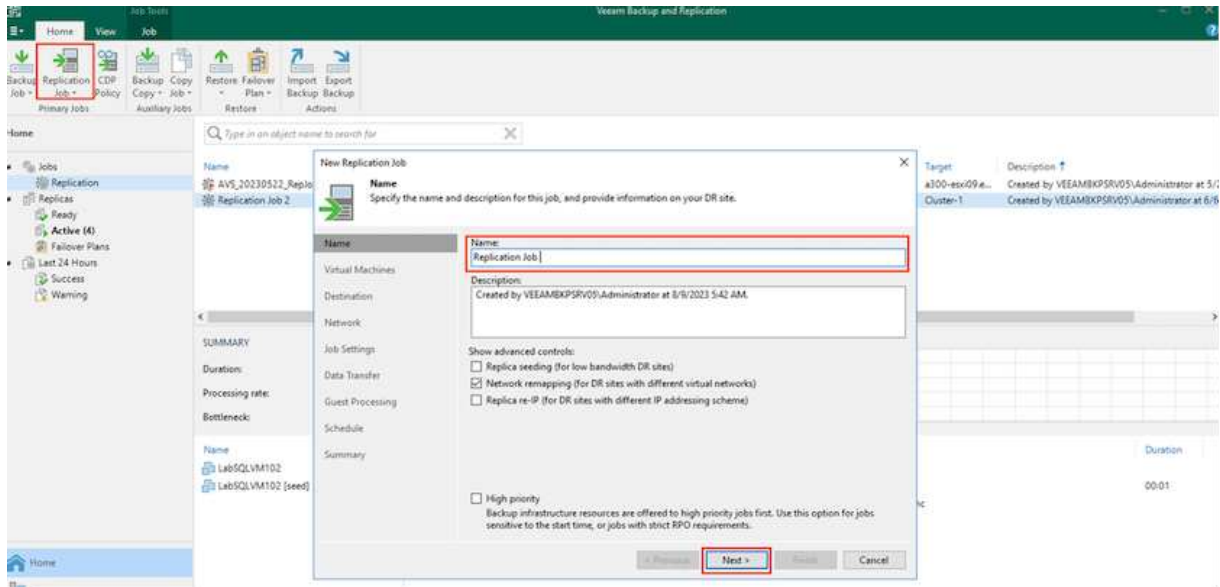 Job Tools
Veeam Backup and Replication
Home View Job
Backup Job
Replication Job
CDP Policy
Backup Copy
Copy Job
Restore
Failover Plan
Import Backup
Export Backup
Primary Jobs
Auxiliary Jobs
Restore
Actions
Home
Type in an object name to search for
Jobs
Replication
Replicas
Ready
Active (4)
Failover Plans
Last 24 Hours
Success
Warning
Name
AVS_20230522_RepJo
Replication Job 2
Target
Description
a300-esxi09.e...
Created by VEEAMBKPSRV05\Administrator at 5/2
Cluster-1
Created by VEEAMBKPSRV05\Administrator at 6/6
SUMMARY
Duration:
Processing rate:
Bottleneck:
Name
LabSQLVM102
LabSQLVM102 [seed]
Duration
00:01
New Replication Job
Name
Specify the name and description for this job, and provide information on your DR site.
Name
Virtual Machines
Destination
Network
Job Settings
Data Transfer
Guest Processing
Schedule
Summary
Name:
Replication Job
Description:
Created by VEEAMBKPSRV05\Administrator at 8/9/2023 5:42 AM.
Show advanced controls:
Replica seeding (for low bandwidth DR sites)
Network remapping (for DR sites with different virtual networks)
Replica re-IP (for DR sites with different IP addressing scheme)
High priority
Backup infrastructure resources are offered to high priority jobs first. Use this option for jobs
sensitive to the start time, or jobs with strict RPO requirements.
< Previous
Next >
Finish
Cancel
Home